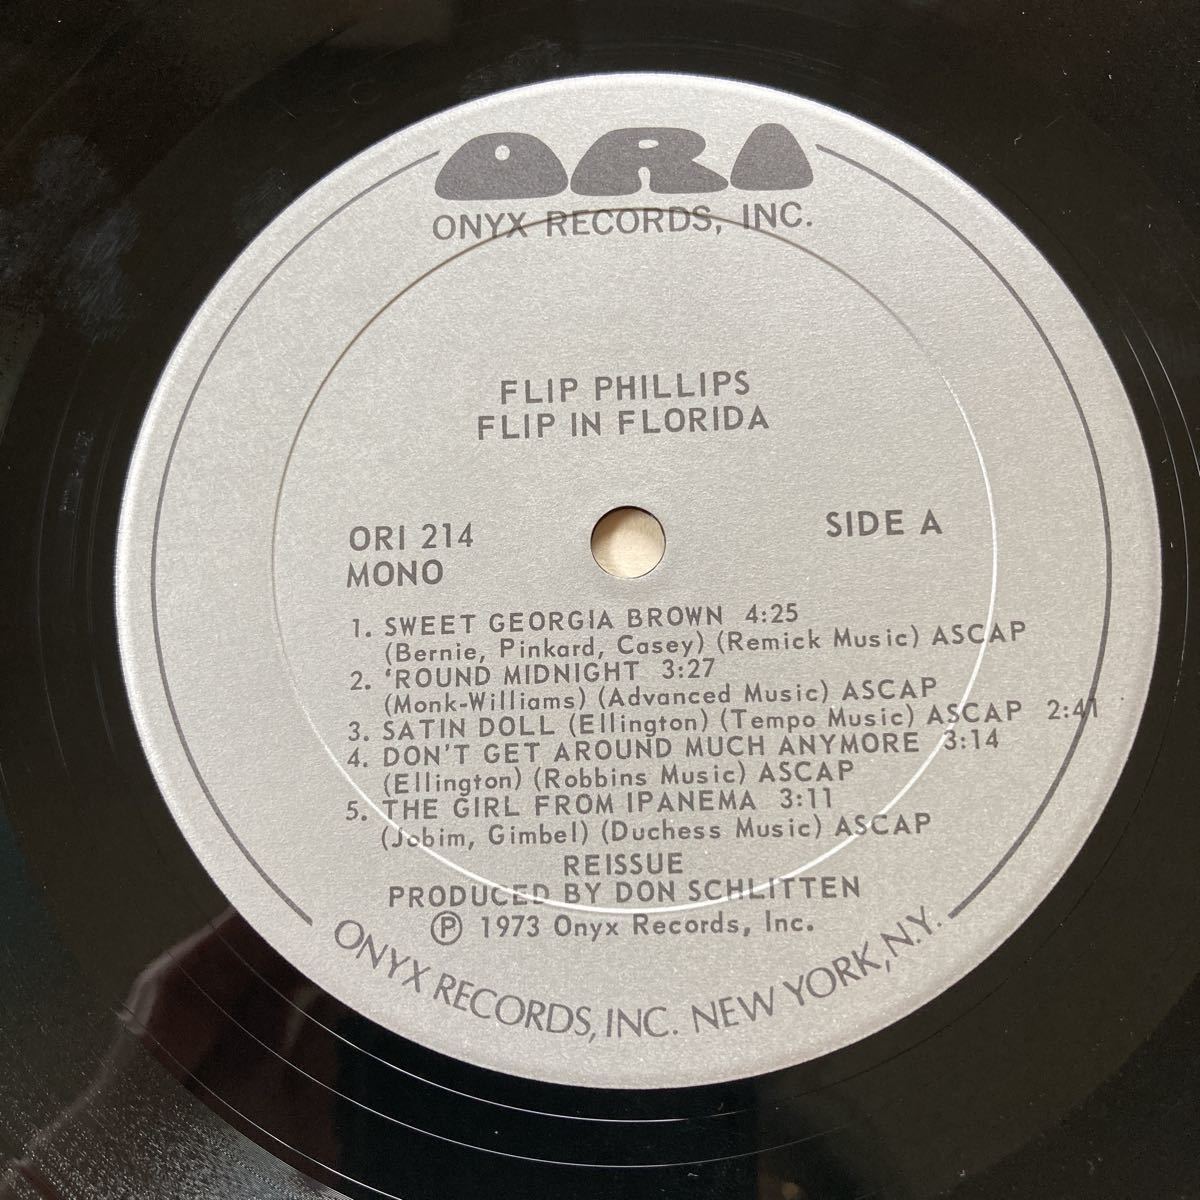 ORI
ONYX RECORDS, INC.
FLIP PHILLIPS
FLIP IN FLORIDA
ORI 214
MONO
SIDE A
1. SWEET GEORGIA BROWN 4:25
(Bernie, Pinkard, Casey) (Remick Music) ASCAP
2. ‘ROUND MIDNIGHT 3:27
(Monk-Williams) (Advanced Music) ASCAP
3. SATIN DOLL (Ellington) (Tempo Music) ASCAP 2:41
4. DON'T GET AROUND MUCH ANYMORE 3:14
(Ellington) (Robbins Music) ASCAP
5. THE GIRL FROM IPANEMA 3:11
(Jobim, Gimbel) (Duchess Music) ASCAP
REISSUE
PRODUCED BY DON SCHLITTEN
℗ 1973 Onyx Records, Inc.
ONYX RECORDS, INC. NEW YORK, N.Y.